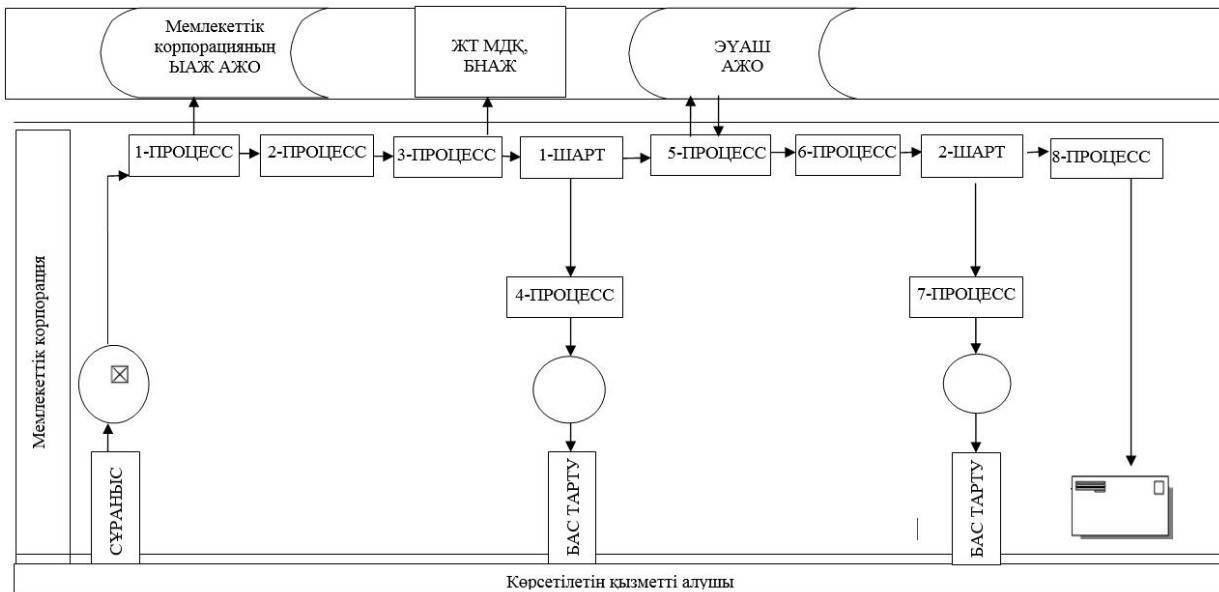 Мемлекеттік
корпорацияның
ЫАЖ АЖО
ЖТ МДҚ,
БНАЖ
ЭҮАШ
АЖО
1-ПРОЦЕСС
2-ПРОЦЕСС
3-ПРОЦЕСС
1-ШАРТ
5-ПРОЦЕСС
6-ПРОЦЕСС
2-ШАРТ
8-ПРОЦЕСС
4-ПРОЦЕСС
7-ПРОЦЕСС
Мемлекеттік корпорация
СҰРАНЫС
БАС ТАРТУ
БАС ТАРТУ
Көрсетілетін қызметті алушы